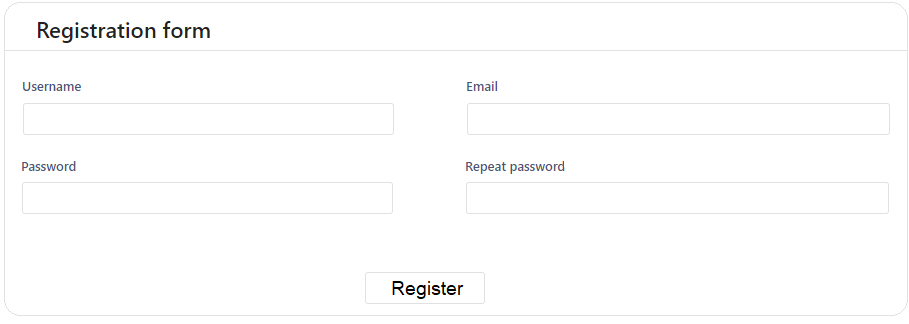 Registration form
Username Email
Password Repeat password
Register